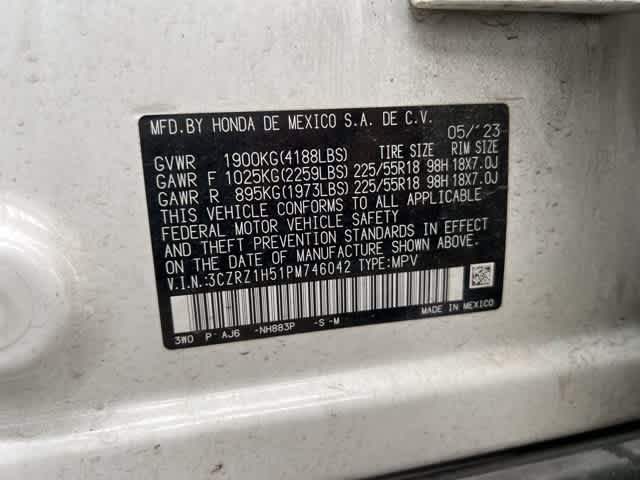 MFD.BY HONDA DE MEXICO S.A. DE C.V. 05/'23
GVWR 1900KG(4188LBS) TIRE SIZE RIM SIZE
GAWR F 1025KG(2259LBS) 225/55R18 98H 18X7.0J
GAWR R 895KG(1973LBS) 225/55R18 98H 18X7.0J
THIS VEHICLE CONFORMS TO ALL APPLICABLE
FEDERAL MOTOR VEHICLE SAFETY
AND THEFT PREVENTION STANDARDS IN EFFECT
ON THE DATE OF MANUFACTURE SHOWN ABOVE.
V.I.N.:3CZRZ1H51PM746042 TYPE:MPV
3W0 P AJ6 -NH883P -S -M MADE IN MEXICO